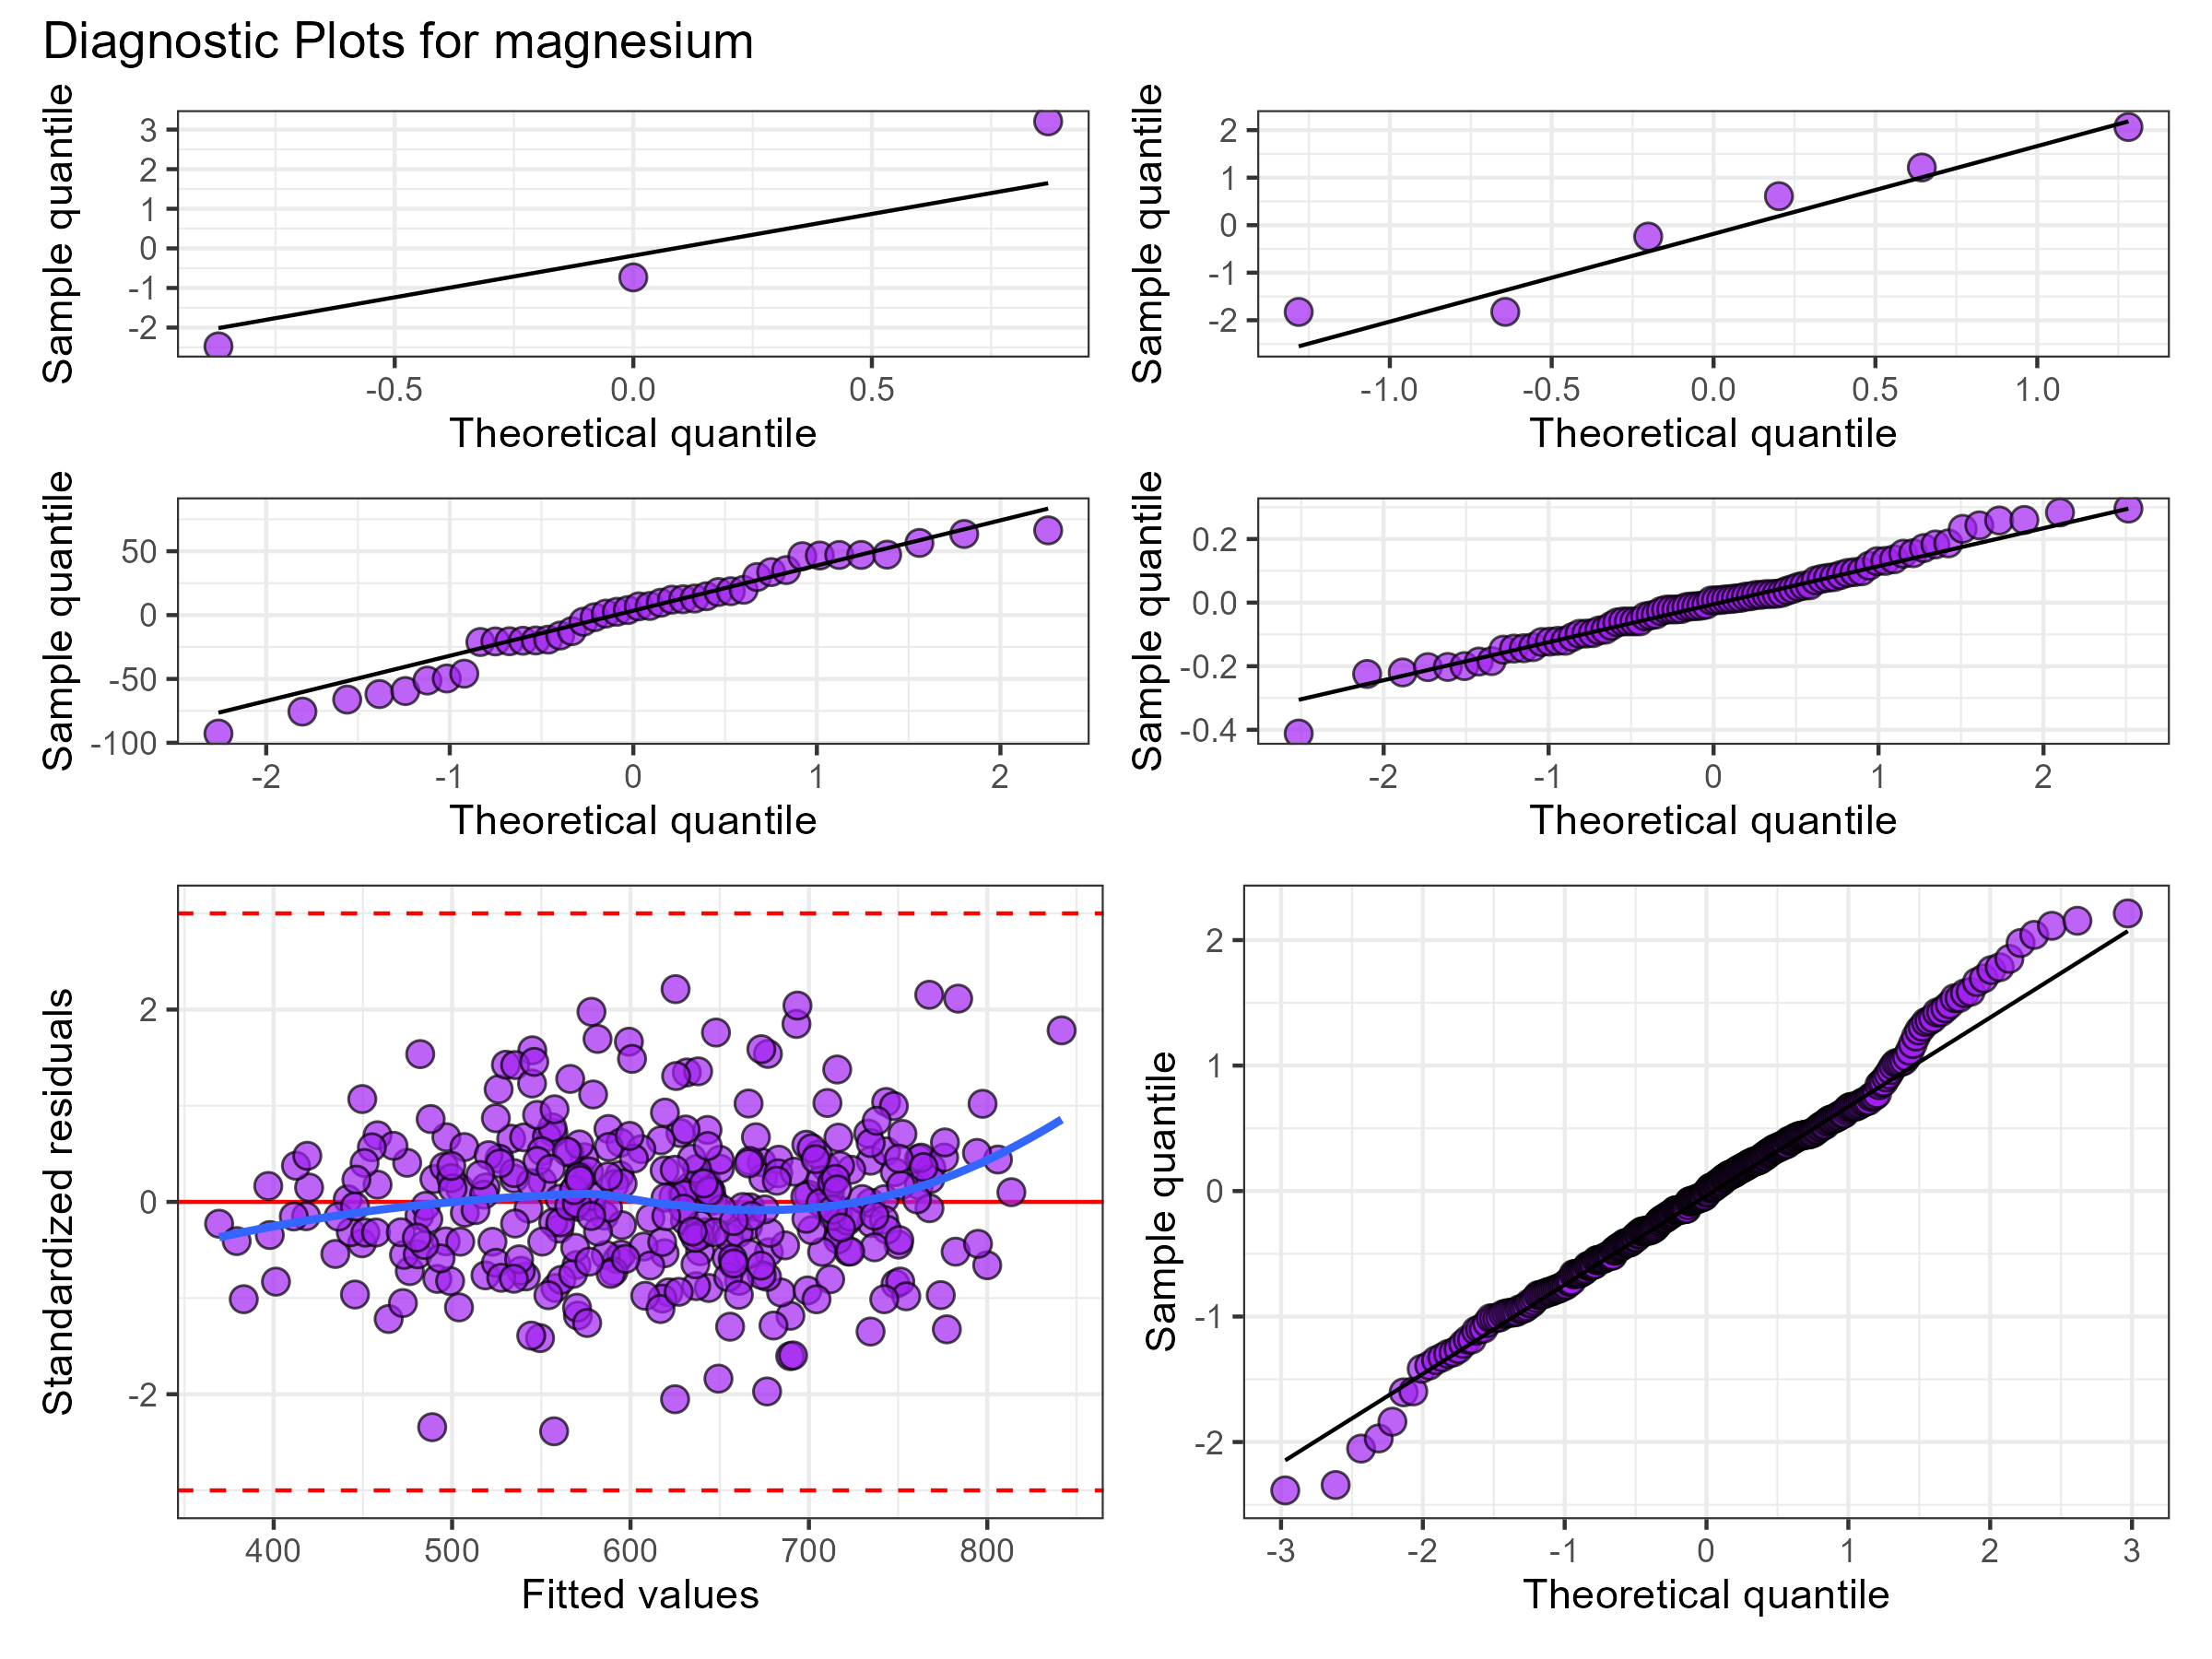 Diagnostic Plots for magnesium
Sample quantile
3
2
1
0
-1
-2
-0.5 0.0 0.5
Theoretical quantile
Sample quantile
2
1
0
-1
-2
-1.0 -0.5 0.0 0.5 1.0
Theoretical quantile
Sample quantile
50
0
-50
-100
-2 -1 0 1 2
Theoretical quantile
Sample quantile
0.2
0.0
-0.2
-0.4
-2 -1 0 1 2
Theoretical quantile
Standardized residuals
2
0
-2
400 500 600 700 800
Fitted values
Sample quantile
2
1
0
-1
-2
-3 -2 -1 0 1 2 3
Theoretical quantile